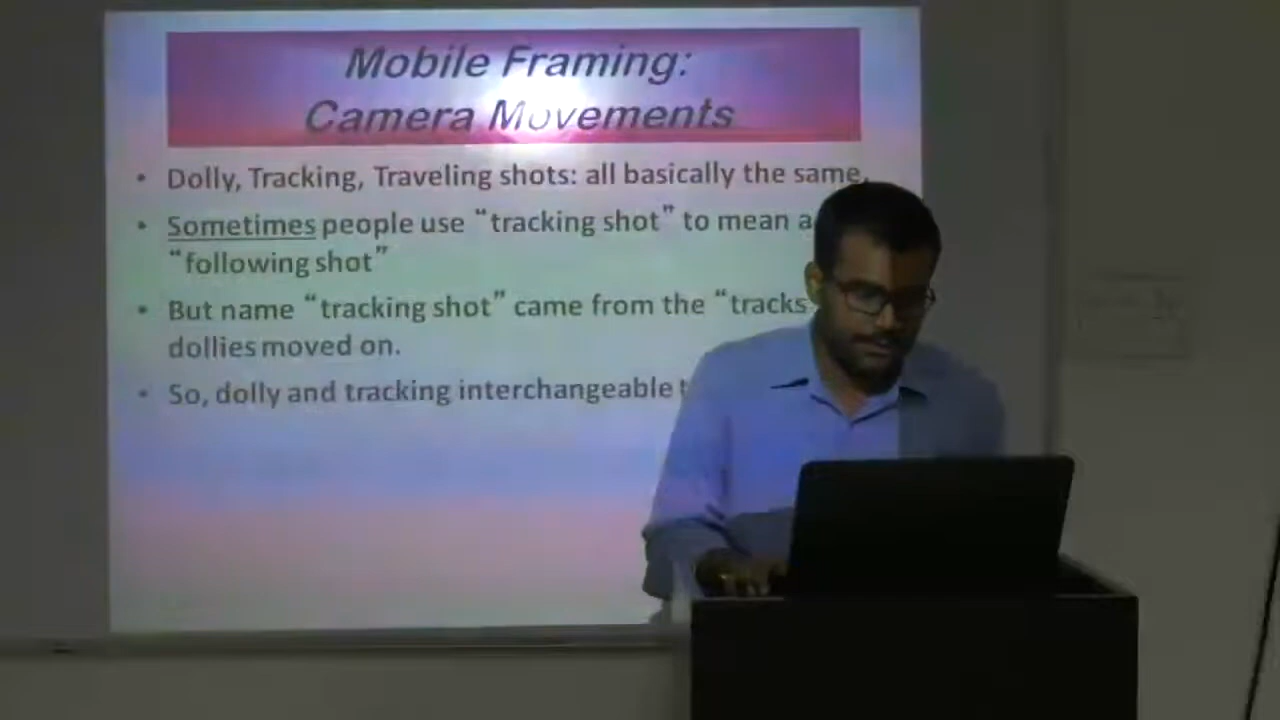 Mobile Framing:
Camera Movements
• Dolly, Tracking, Traveling shots: all basically the same.
• Sometimes people use “tracking shot” to mean a
“following shot”
• But name “tracking shot” came from the “tracks
dollies moved on.
• So, dolly and tracking interchangeable